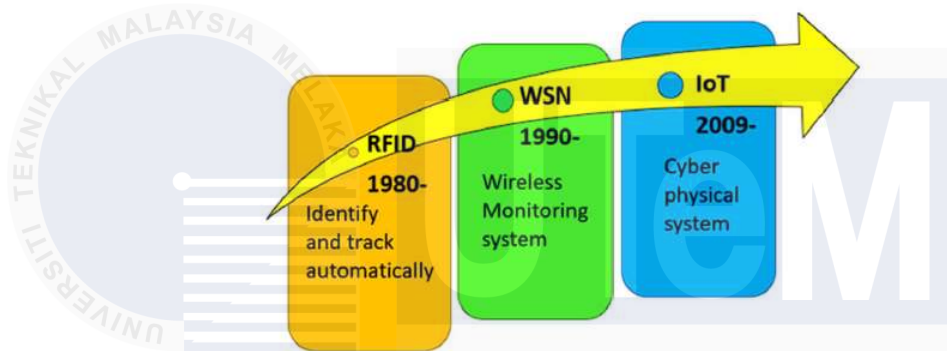 UNIVERSITI TEKNIKAL MALAYSIA MELAKA
UTeM
RFID
1980-
Identify
and track
automatically
WSN
1990-
Wireless
Monitoring
system
IoT
2009-
Cyber
physical
system